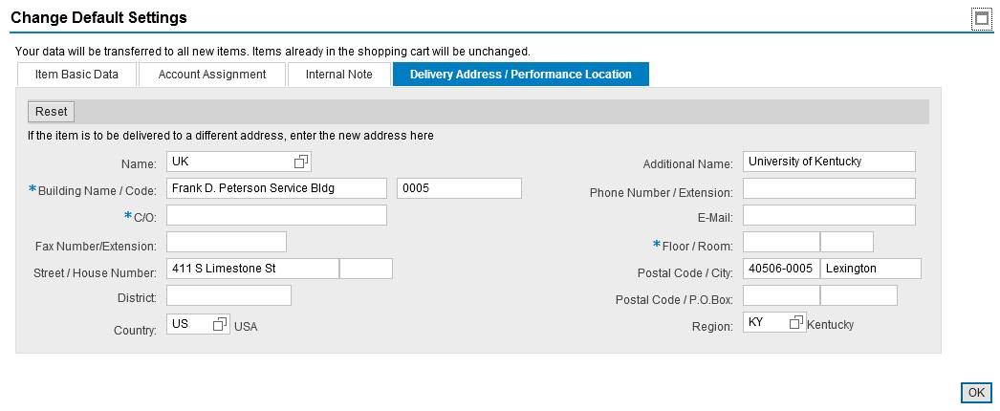 Change Default Settings
Your data will be transferred to all new items. Items already in the shopping cart will be unchanged.
Item Basic Data Account Assignment Internal Note Delivery Address / Performance Location
Reset
If the item is to be delivered to a different address, enter the new address here
Name: UK Additional Name: University of Kentucky
*Building Name / Code: Frank D. Peterson Service Bldg 0005 Phone Number / Extension:
*C/O: E-Mail:
Fax Number/Extension: *Floor / Room:
Street / House Number: 411 S Limestone St Postal Code / City: 40506-0005 Lexington
District: Postal Code / P.O.Box:
Country: US USA Region: KY Kentucky
OK